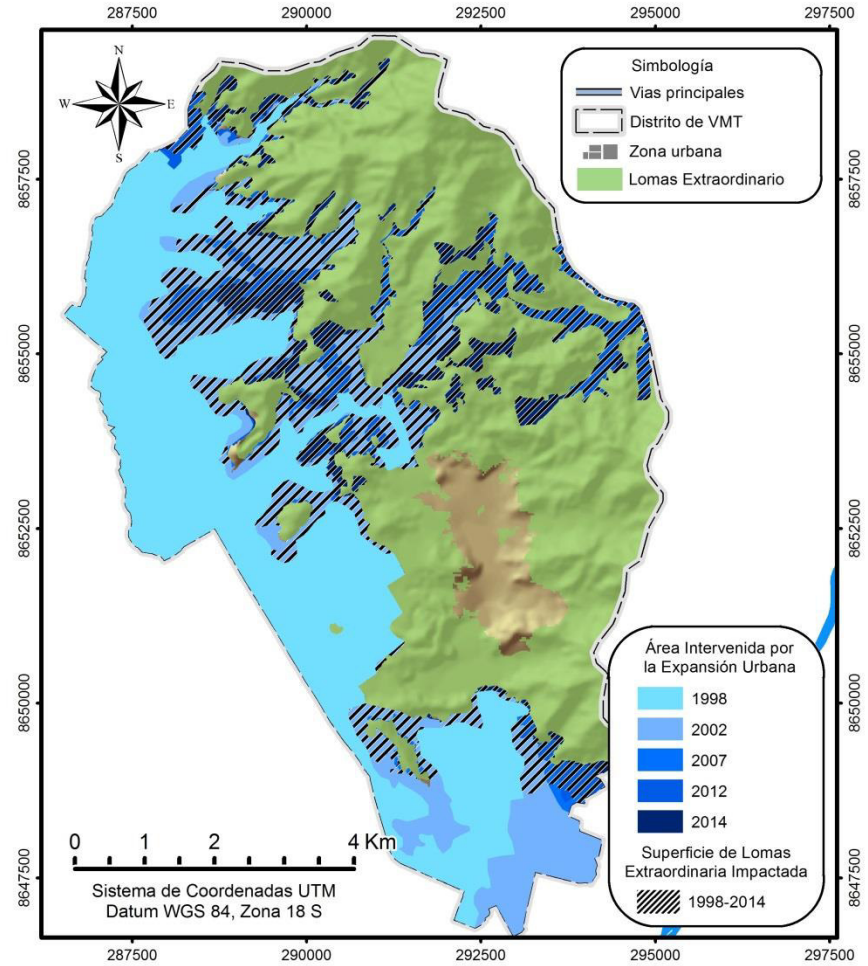 287500 290000 292500 295000 297500
N
W E
S
Simbología
Vias principales
Distrito de VMT
Zona urbana
Lomas Extraordinario
8657500 8657500
8655000 8655000
8652500 8652500
8650000 8650000
8647500 8647500
Área Intervenida por
la Expansión Urbana
1998
2002
2007
2012
2014
Superficie de Lomas
Extraordinaria Impactada
1998-2014
0 1 2 4 Km
Sistema de Coordenadas UTM
Datum WGS 84, Zona 18 S
287500 290000 292500 295000 297500